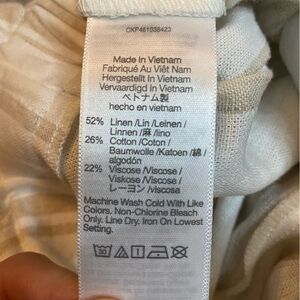 CKP461038423
Made in Vietnam
Fabriqué Au Viêt Nam
Hergestellt In Vietnam
Vervaardigd in Vietnam
ベトナム製
hecho en vietnam
52% Linen /Lin /Leinen /
Linnen /麻 /lino
26% Cotton /Coton /
Baumwolle /Katoen /綿 /
algodón
22% Viscose /Viscose /
Viskose /Viscose /
レーヨン /viscosa
Machine Wash Cold With Like
Colors. Non-Chlorine Bleach
Only. Line Dry. Iron On Low
Setting.